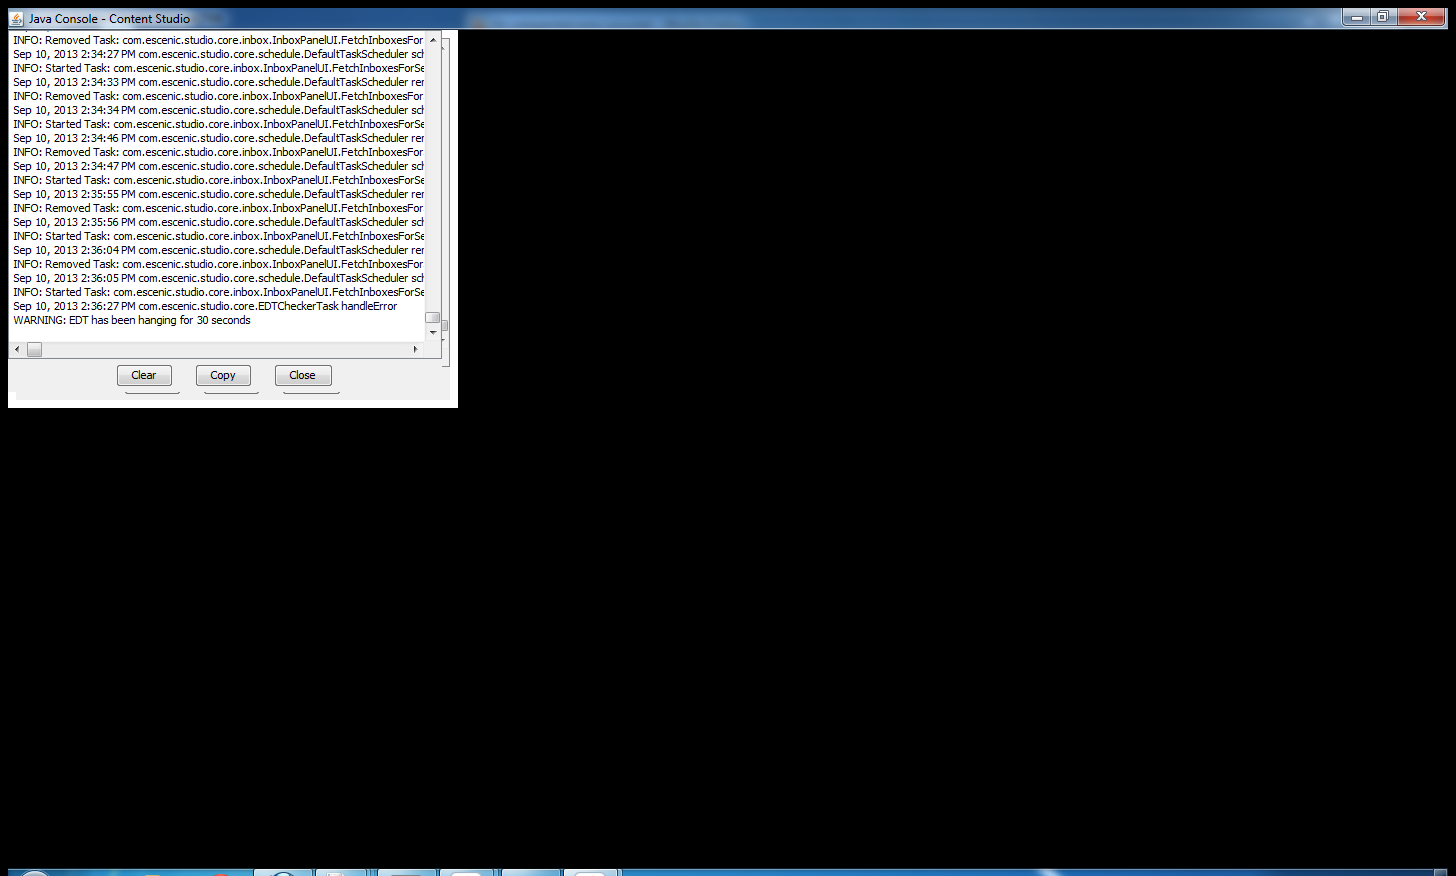 Java Console - Content Studio
INFO: Removed Task: com.escenic.studio.core.inbox.InboxPanelUI.FetchInboxesFor
Sep 10, 2013 2:34:27 PM com.escenic.studio.core.schedule.DefaultTaskScheduler sch
INFO: Started Task: com.escenic.studio.core.inbox.InboxPanelUI.FetchInboxesForSe
Sep 10, 2013 2:34:33 PM com.escenic.studio.core.schedule.DefaultTaskScheduler rem
INFO: Removed Task: com.escenic.studio.core.inbox.InboxPanelUI.FetchInboxesFor
Sep 10, 2013 2:34:34 PM com.escenic.studio.core.schedule.DefaultTaskScheduler sch
INFO: Started Task: com.escenic.studio.core.inbox.InboxPanelUI.FetchInboxesForSe
Sep 10, 2013 2:34:46 PM com.escenic.studio.core.schedule.DefaultTaskScheduler rem
INFO: Removed Task: com.escenic.studio.core.inbox.InboxPanelUI.FetchInboxesFor
Sep 10, 2013 2:34:47 PM com.escenic.studio.core.schedule.DefaultTaskScheduler sch
INFO: Started Task: com.escenic.studio.core.inbox.InboxPanelUI.FetchInboxesForSe
Sep 10, 2013 2:35:55 PM com.escenic.studio.core.schedule.DefaultTaskScheduler rem
INFO: Removed Task: com.escenic.studio.core.inbox.InboxPanelUI.FetchInboxesFor
Sep 10, 2013 2:35:56 PM com.escenic.studio.core.schedule.DefaultTaskScheduler sch
INFO: Started Task: com.escenic.studio.core.inbox.InboxPanelUI.FetchInboxesForSe
Sep 10, 2013 2:36:04 PM com.escenic.studio.core.schedule.DefaultTaskScheduler rem
INFO: Removed Task: com.escenic.studio.core.inbox.InboxPanelUI.FetchInboxesFor
Sep 10, 2013 2:36:05 PM com.escenic.studio.core.schedule.DefaultTaskScheduler sch
INFO: Started Task: com.escenic.studio.core.inbox.InboxPanelUI.FetchInboxesForSe
Sep 10, 2013 2:36:27 PM com.escenic.studio.core.EDTCheckerTask handleError
WARNING: EDT has been hanging for 30 seconds
Clear Copy Close